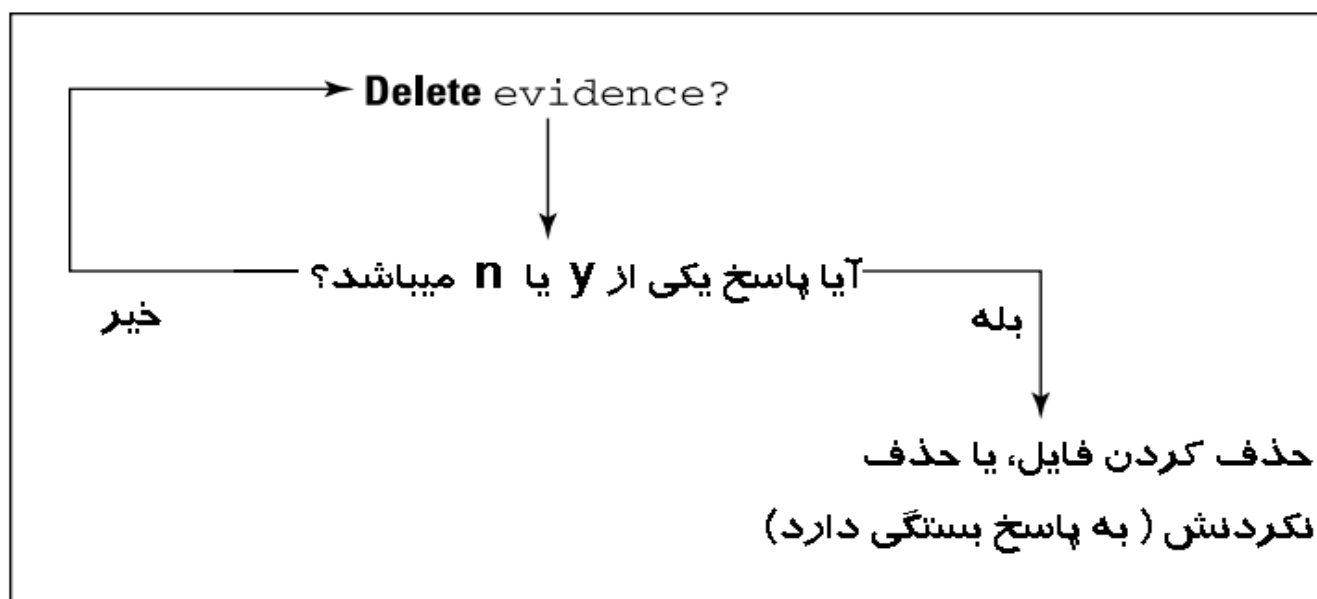 Delete evidence?
آیا پاسخ یکی از y یا n میباشد؟
بله
خیر
حذف کردن فایل، یا حذف
نکردنش ( به پاسخ بستگی دارد)